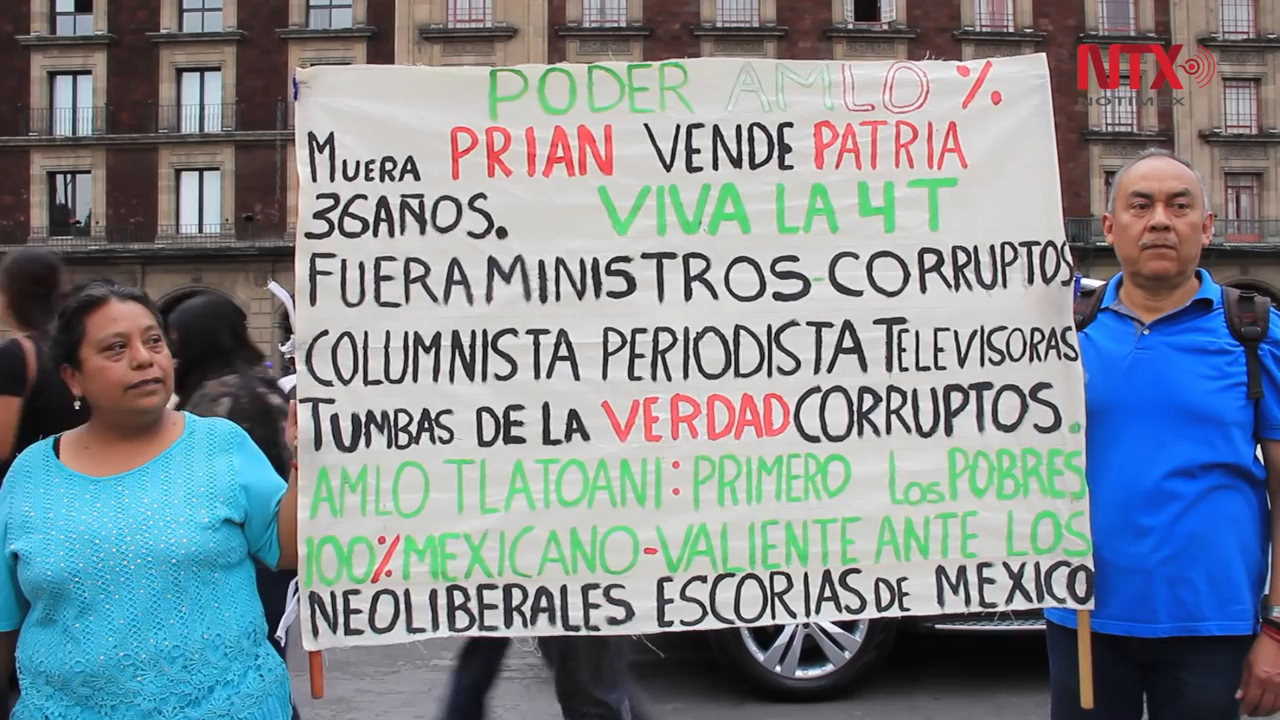 NTX
NOTIMEX
PODER AMLO %
MUERA PRIAN VENDE PATRIA
36AÑOS. VIVA LA 4T
FUERA MINISTROS-CORRUPTOS
COLUMNISTA PERIODISTA TELEVISORAS
TUMBAS DE LA VERDAD CORRUPTOS.
AMLO TLATOANI: PRIMERO LOS POBRES
100% MEXICANO-VALIENTE ANTE LOS
NEOLIBERALES ESCORIAS DE MEXICO